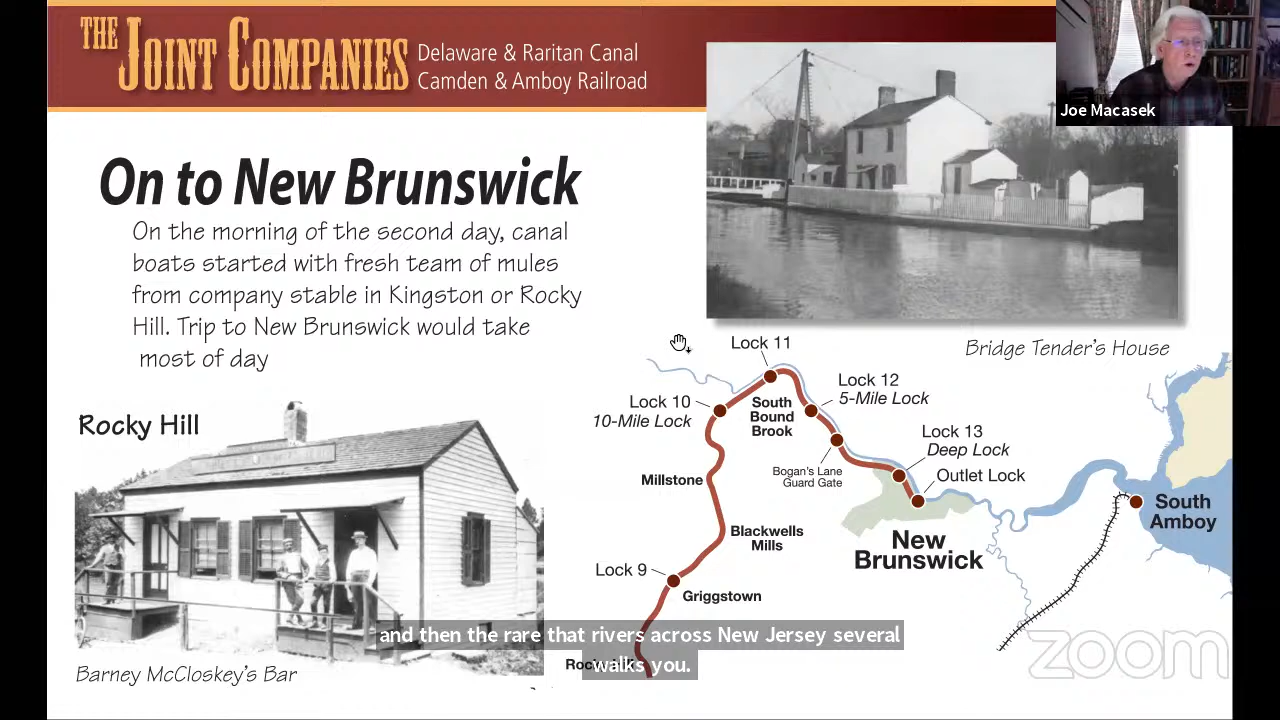 THE
JOINT COMPANIES
Delaware & Raritan Canal
Camden & Amboy Railroad
Joe Macasek
On to New Brunswick
On the morning of the second day, canal
boats started with fresh team of mules
from company stable in Kingston or Rocky
Hill. Trip to New Brunswick would take
most of day
Bridge Tender's House
Rocky Hill
Barney McCloskey's Bar
Lock 11
Lock 10
10-Mile Lock
South
Bound
Brook
Lock 12
5-Mile Lock
Lock 13
Deep Lock
Bogan's Lane
Guard Gate
Outlet Lock
Millstone
Blackwells
Mills
New
Brunswick
South
Amboy
Lock 9
Griggstown
and then the rare that rivers across New Jersey several
walks you.
zoom